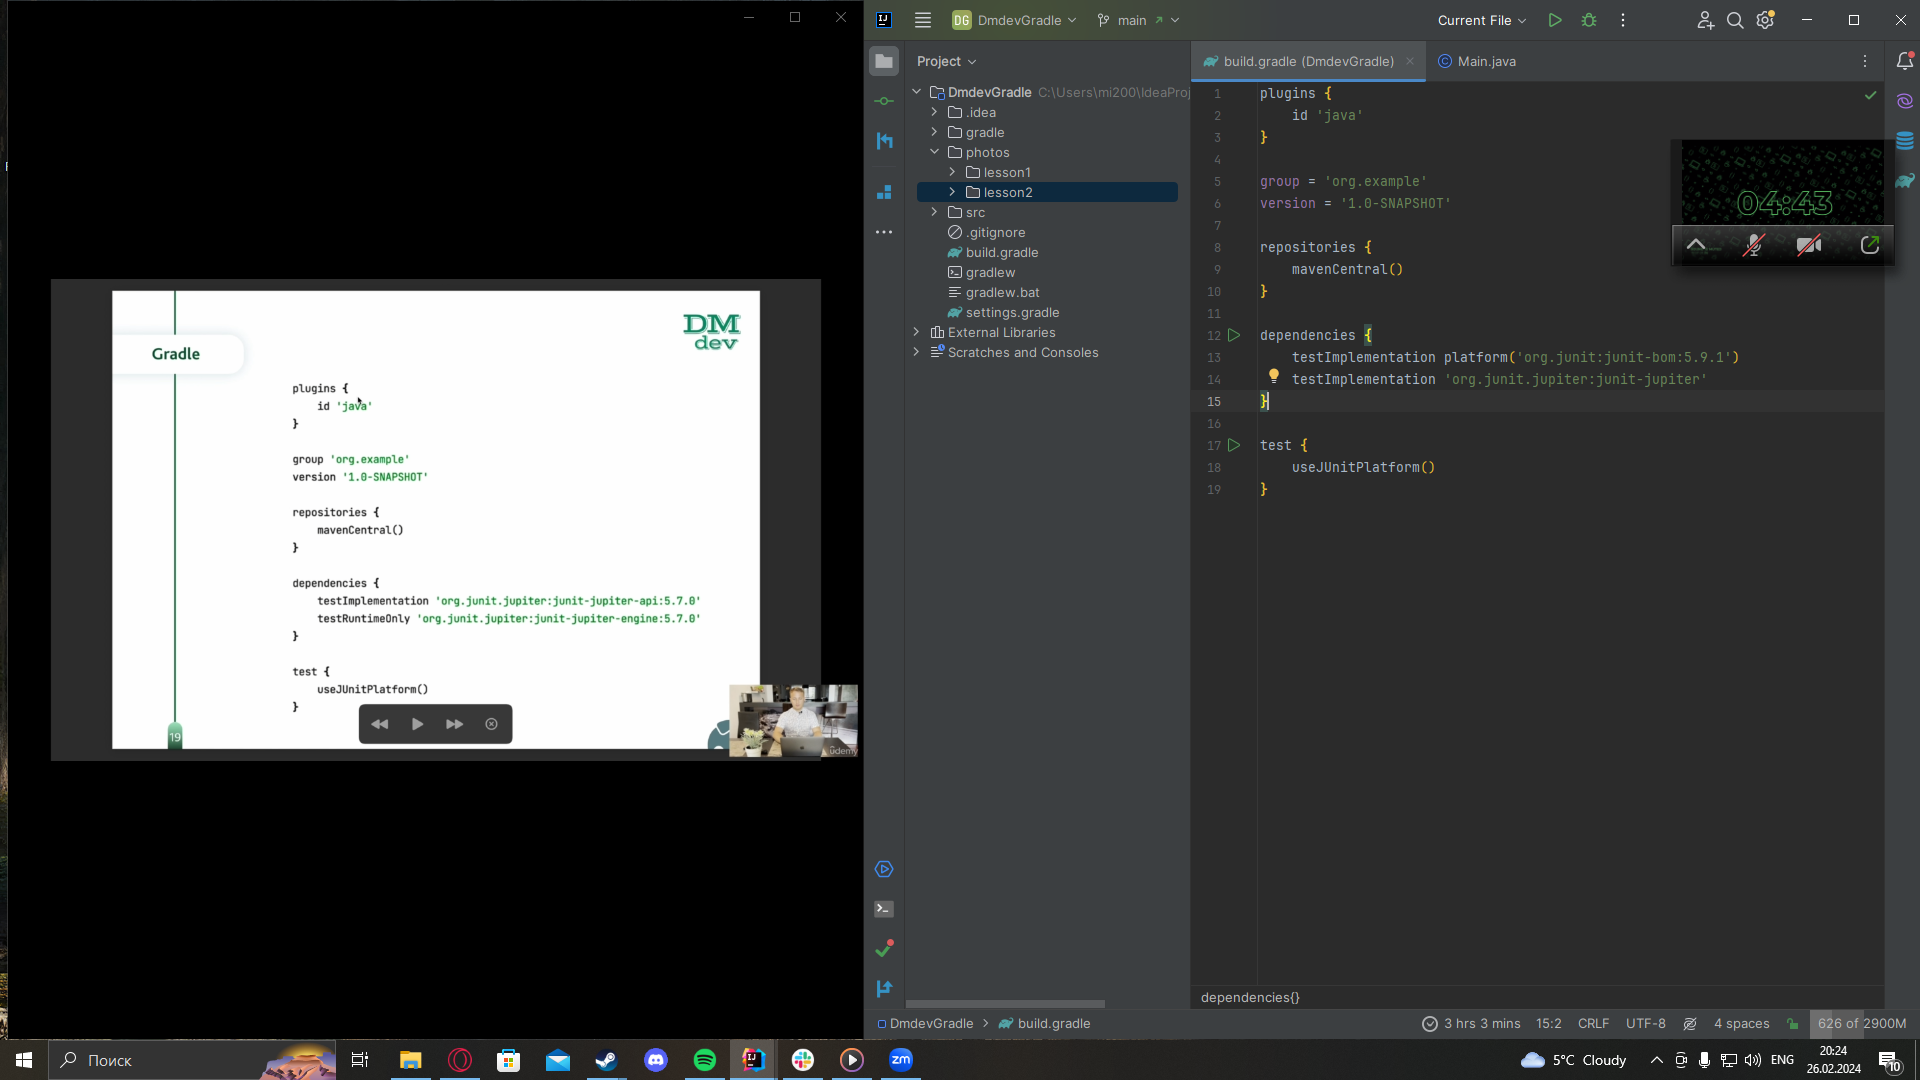 Gradle
DM
dev
plugins {
id 'java'
}
group 'org.example'
version '1.0-SNAPSHOT'
repositories {
mavenCentral()
}
dependencies {
testImplementation 'org.junit.jupiter:junit-jupiter-api:5.7.0'
testRuntimeOnly 'org.junit.jupiter:junit-jupiter-engine:5.7.0'
}
test {
useJUnitPlatform()
}
19
udemy
DG DmdevGradle
main
Current File
Project
build.gradle (DmdevGradle)
Main.java
DmdevGradle C:\Users\mi200\IdeaProj
.idea
gradle
photos
lesson1
lesson2
src
.gitignore
build.gradle
gradlew
gradlew.bat
settings.gradle
External Libraries
Scratches and Consoles
1 plugins {
2 id 'java'
3 }
4
5 group = 'org.example'
6 version = '1.0-SNAPSHOT'
7
8 repositories {
9 mavenCentral()
10 }
11
12 dependencies {
13 testImplementation platform('org.junit:junit-bom:5.9.1')
14 testImplementation 'org.junit.jupiter:junit-jupiter'
15 }
16
17 test {
18 useJUnitPlatform()
19 }
04:43
dependencies{}
DmdevGradle > build.gradle
3 hrs 3 mins 15:2 CRLF UTF-8 4 spaces 626 of 2900M
Поиск
zm
5°C Cloudy
ENG
20:24
26.02.2024
10